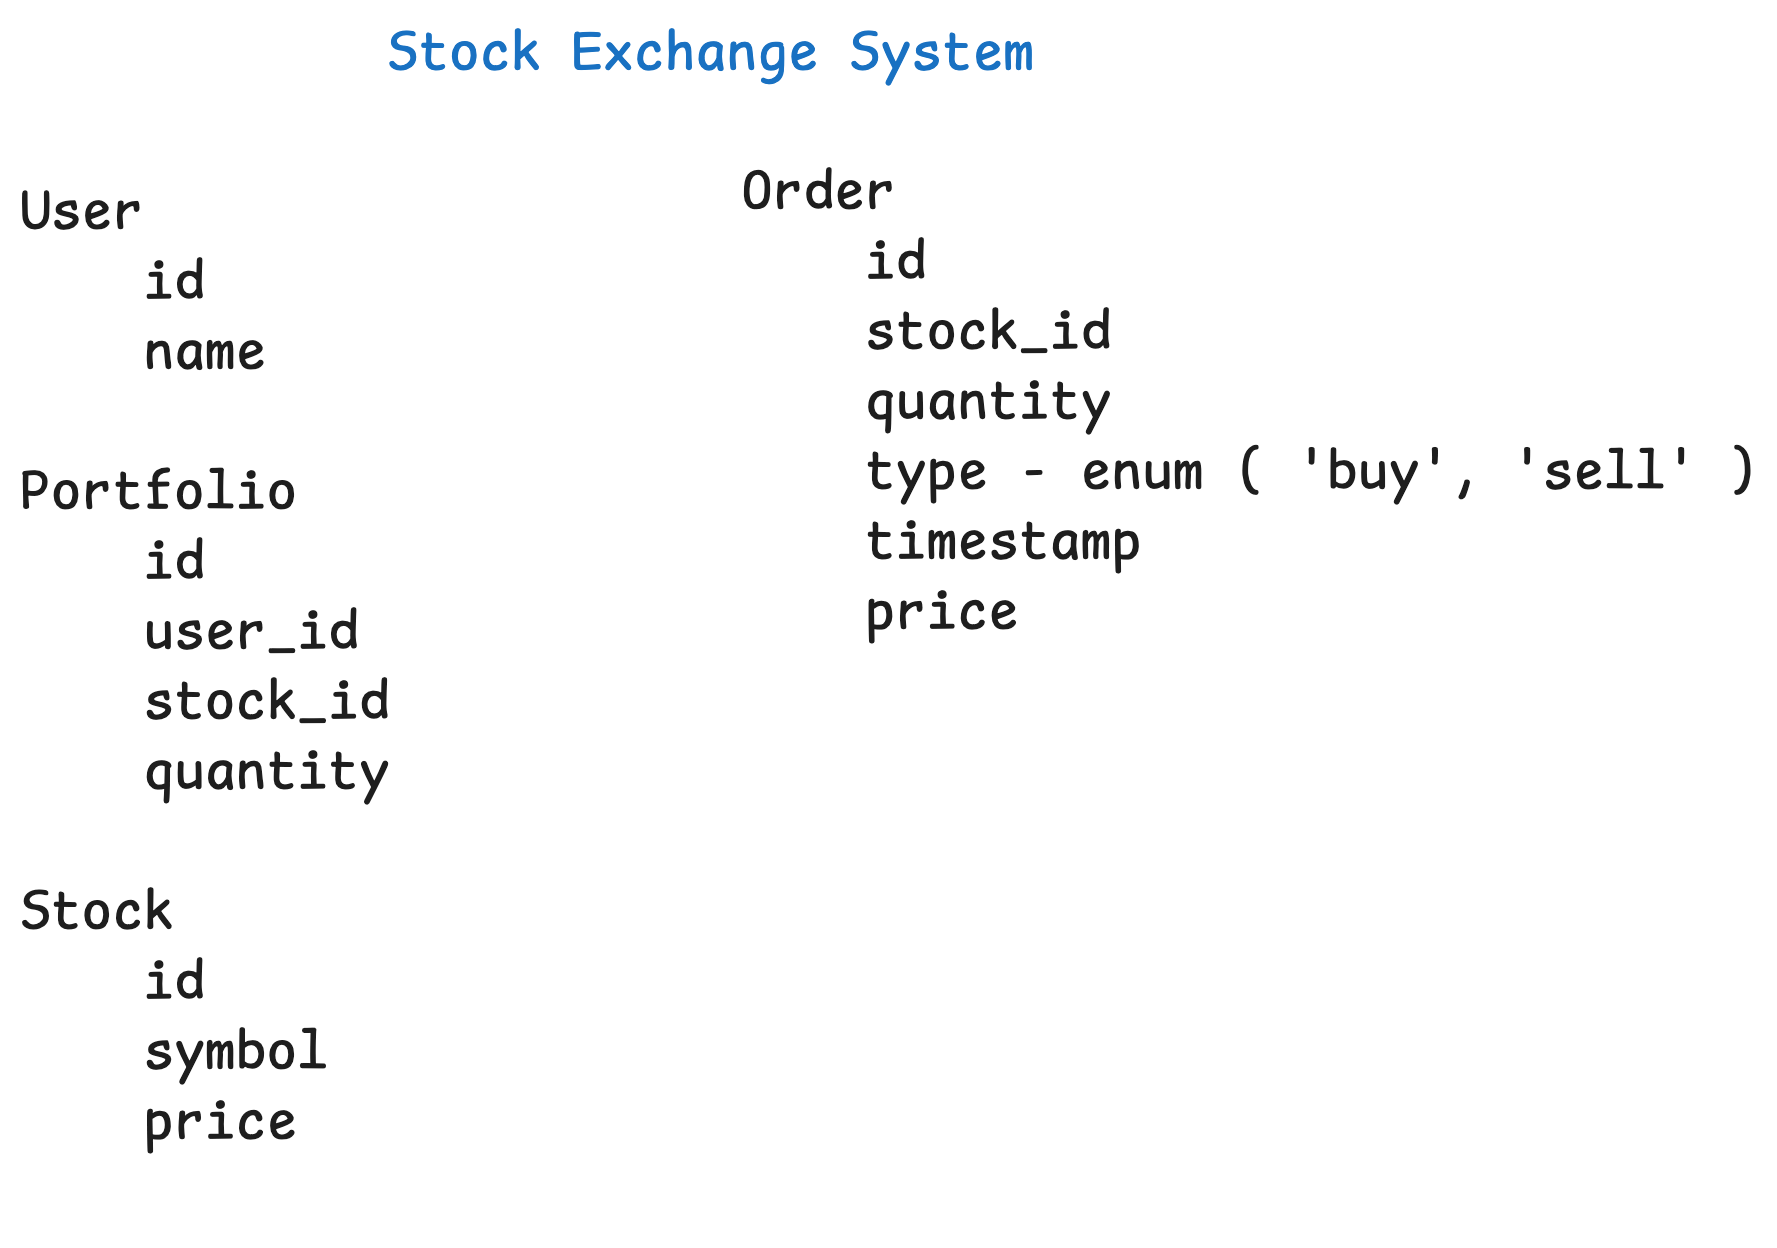 Stock Exchange System
User
id
name
Portfolio
id
user_id
stock_id
quantity
Stock
id
symbol
price
Order
id
stock_id
quantity
type - enum ( 'buy', 'sell' )
timestamp
price